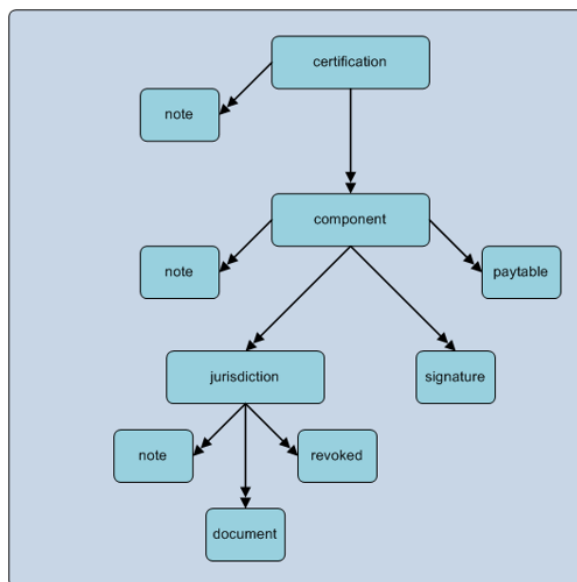 certification
note
component
note
paytable
jurisdiction
signature
note
revoked
document